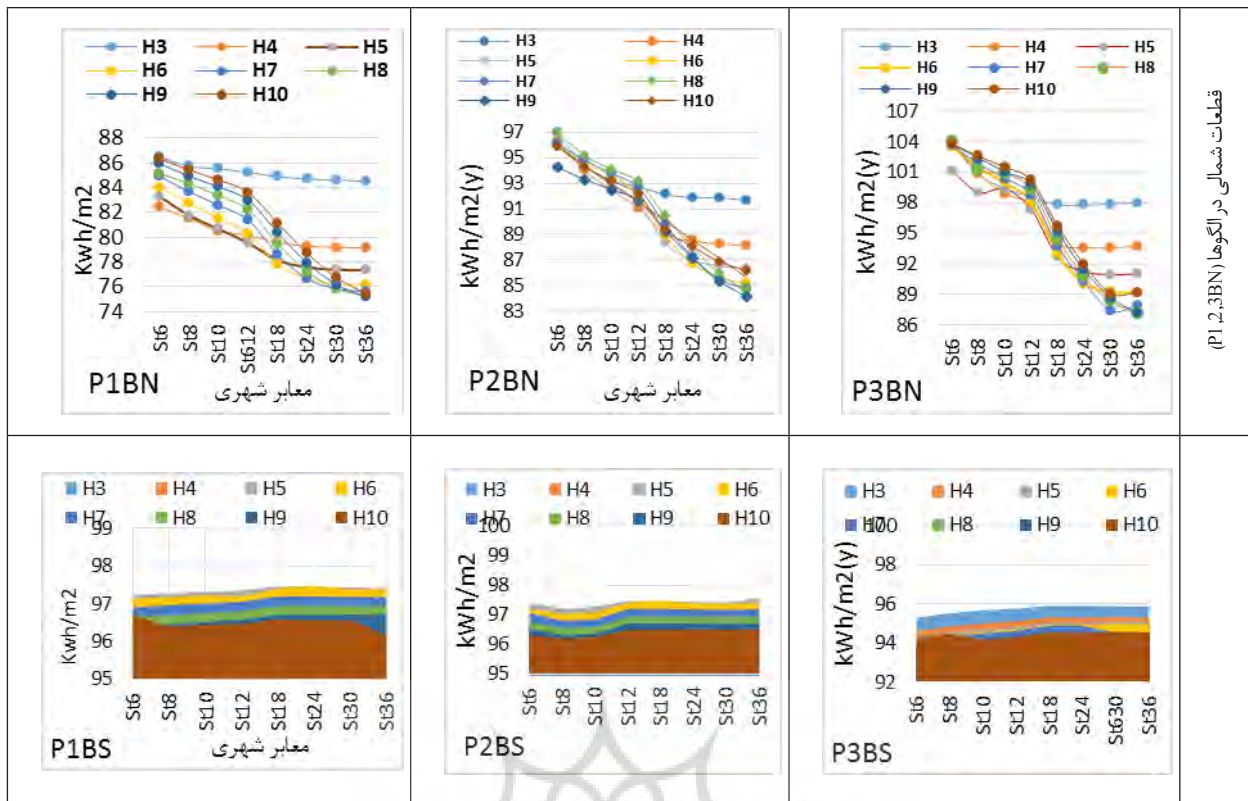 H3 H4 H5
H6 H7 H8
H9 H10
KWh/m2
88
86
84
82
80
78
76
74
St6 St8 St10 St612 St18 St24 St30 St36
P1BN
معابر شهری
H3 H4
H5 H6
H7 H8
H9 H10
kWh/m2(y)
97
95
93
91
89
87
85
83
St6 St8 St10 St12 St18 St24 St30 St36
P2BN
معابر شهری
H3 H4 H5
H6 H7 H8
H9 H10
kWh/m2(y)
107
104
101
98
95
92
89
86
St6 St8 St10 St12 St18 St24 St30 St36
P3BN
قطعات شمالی در الگوها (P1,2,3BN)
H3 H4 H5 H6
H7 H8 H9 H10
Kwh/m2
99
98
97
96
95
St6 St8 St10 St12 St18 St24 St30 St36
P1BS
معابر شهری
H3 H4 H5 H6
H7 H8 H9 H10
kWh/m2
100
99
98
97
96
95
St6 St8 St10 St12 St18 St24 St30 St36
P2BS
H3 H4 H5 H6
H7 H8 H9 H10
kWh/m2(y)
100
98
96
94
92
St6 St8 St10 St12 St18 St24 St630 St36
P3BS